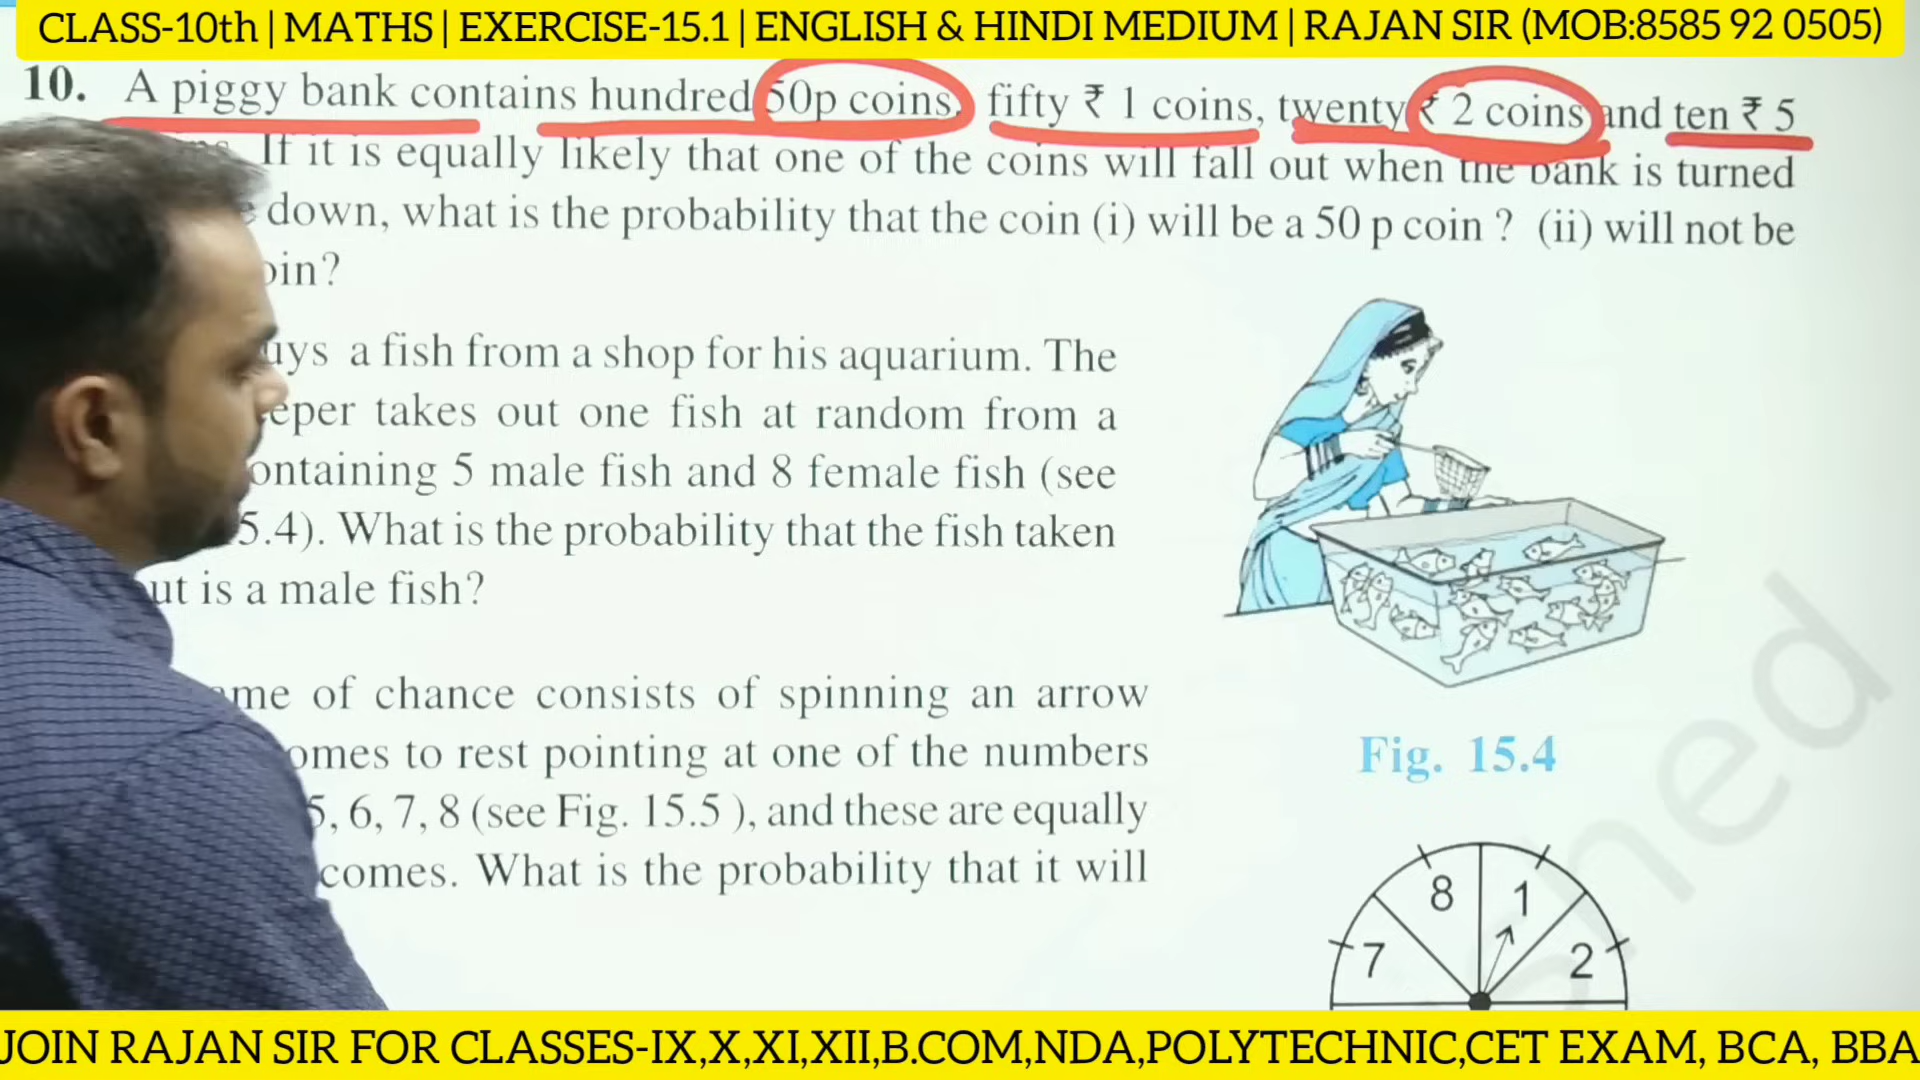 CLASS-10th | MATHS | EXERCISE-15.1 | ENGLISH & HINDI MEDIUM | RAJAN SIR (MOB:8585 92 0505)
10. A piggy bank contains hundred 50p coins, fifty ₹ 1 coins, twenty ₹ 2 coins and ten ₹ 5
If it is equally likely that one of the coins will fall out when the bank is turned
down, what is the probability that the coin (i) will be a 50 p coin ? (ii) will not be
a fish from a shop for his aquarium. The
takes out one fish at random from a
5 male fish and 8 female fish (see
5.4). What is the probability that the fish taken
is a male fish?
of chance consists of spinning an arrow
to rest pointing at one of the numbers
5, 6, 7, 8 (see Fig. 15.5 ), and these are equally
What is the probability that it will
Fig. 15.4
8 1
7 2
ned
JOIN RAJAN SIR FOR CLASSES-IX,X,XI,XII,B.COM,NDA,POLYTECHNIC,CET EXAM, BCA, BBA